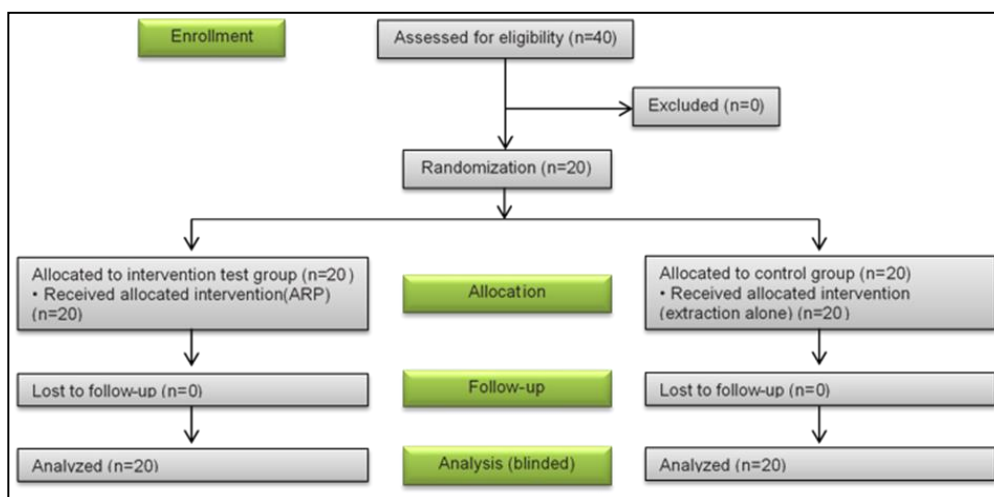 Enrollment
Assessed for eligibility (n=40)
Excluded (n=0)
Randomization (n=20)
Allocated to intervention test group (n=20)
• Received allocated intervention(ARP)
(n=20)
Allocation
Allocated to control group (n=20)
• Received allocated intervention
(extraction alone) (n=20)
Lost to follow-up (n=0)
Follow-up
Lost to follow-up (n=0)
Analyzed (n=20)
Analysis (blinded)
Analyzed (n=20)